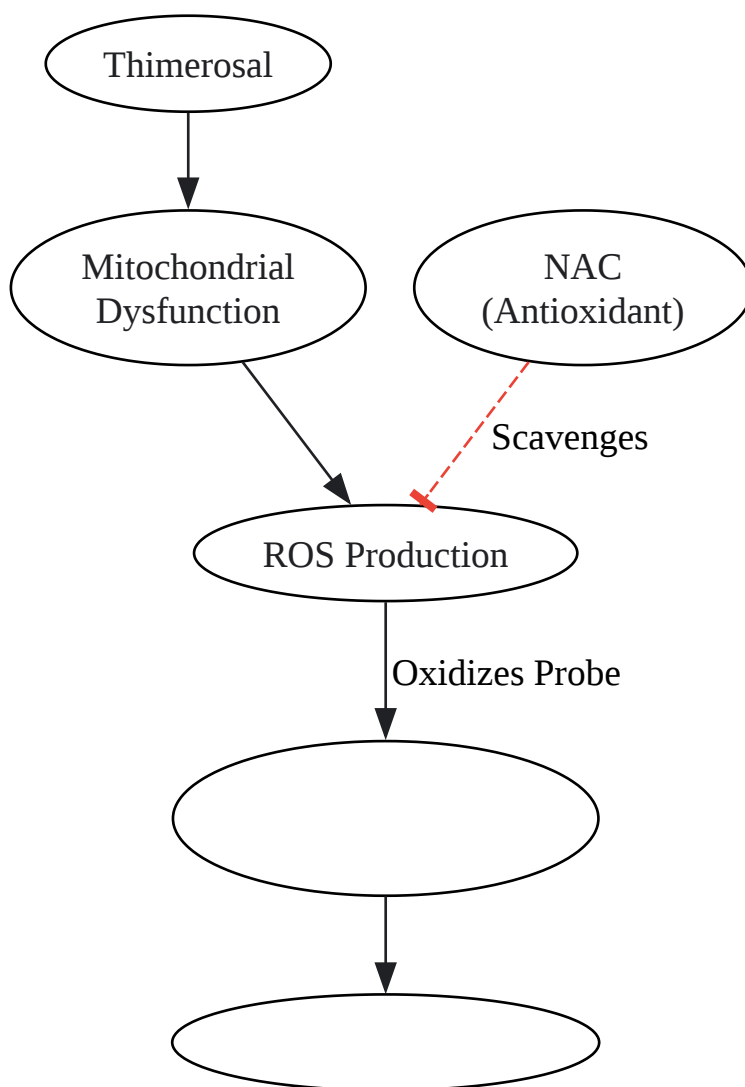 Thimerosal
Mitochondrial
Dysfunction
NAC
(Antioxidant)
Scavenges
ROS Production
Oxidizes Probe